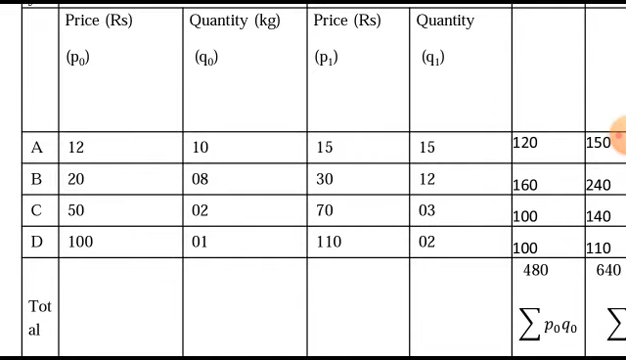 Price (Rs) Quantity (kg) Price (Rs) Quantity
(p₀) (q₀) (p₁) (q₁)
A 12 10 15 15 120 150
B 20 08 30 12 160 240
C 50 02 70 03 100 140
D 100 01 110 02 100 110
480 640
Tot
al
∑ p₀q₀ ∑